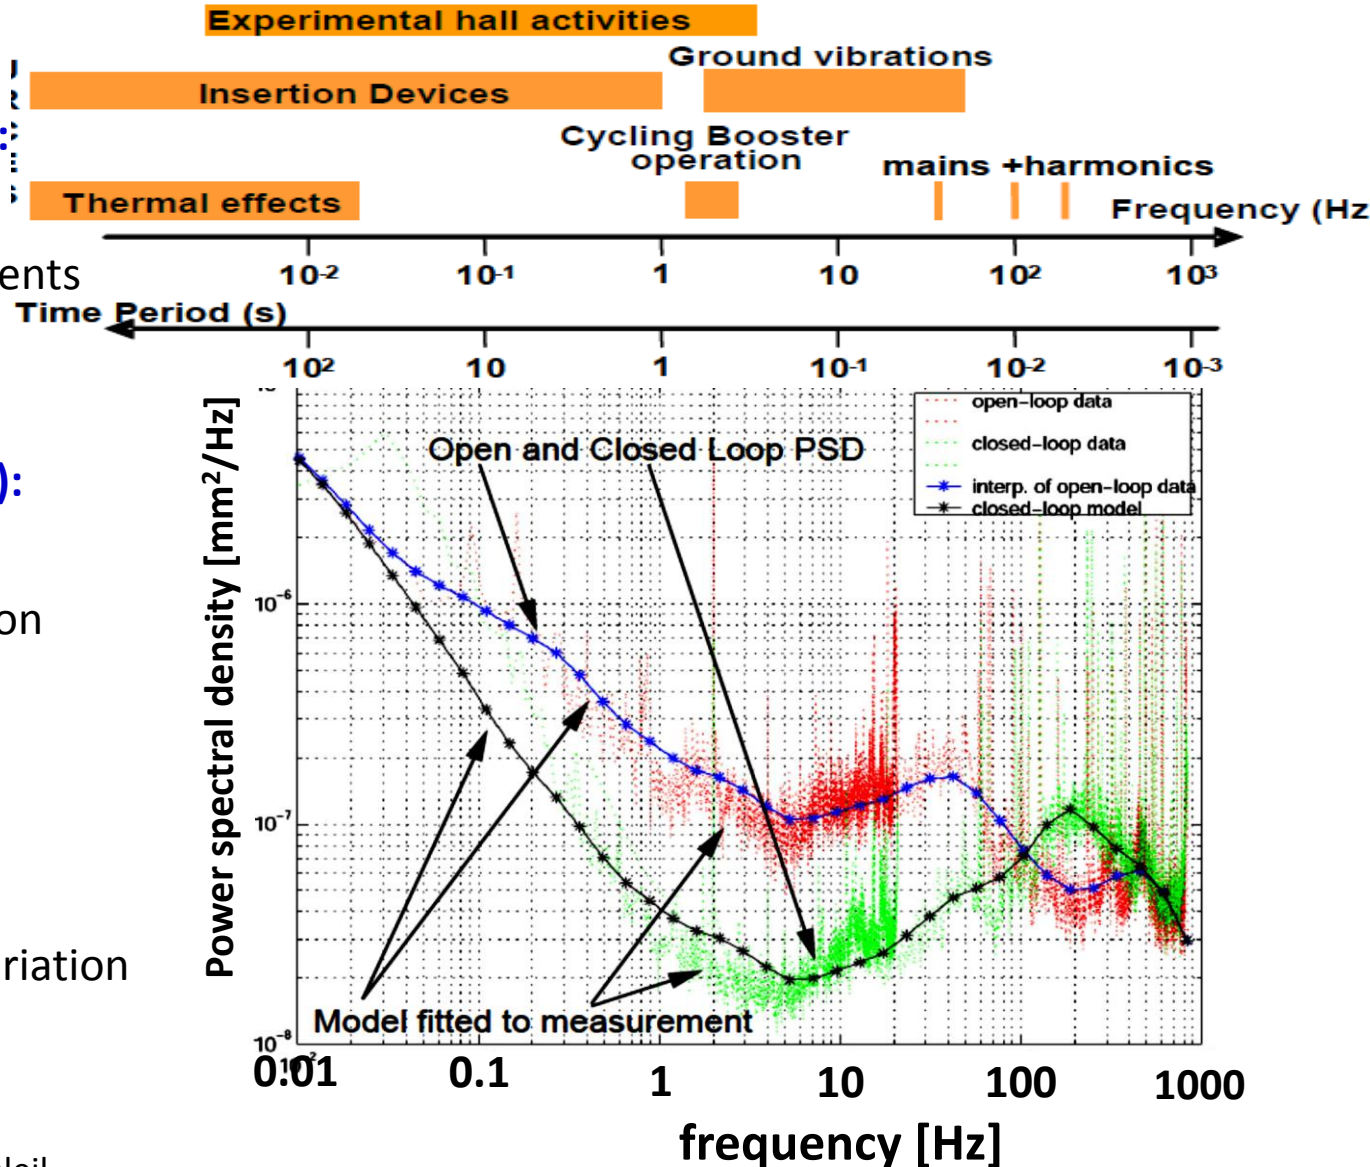 Experimental hall activities
Ground vibrations
Insertion Devices
Cycling Booster
operation
mains +harmonics
Thermal effects
Frequency (Hz
10-2 10-1 1 10 102 103
ents
Time Period (s)
102 10 1 10-1 10-2 10-3
):
on
riation
Power spectral density [mm2/Hz]
open-loop data
closed-loop data
interp. of open-loop data
closed-loop model
Open and Closed Loop PSD
10-6
10-7
10-8
Model fitted to measurement
0.01 0.1 1 10 100 1000
frequency [Hz]